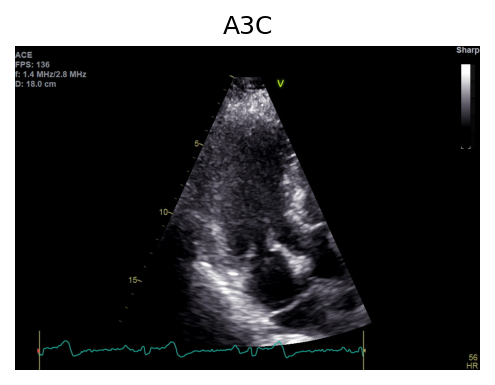 A3C
ACE
FPS: 136
f: 1.4 MHz/2.8 MHz
D: 18.0 cm
Sharp
V
5
10
15
56
HR